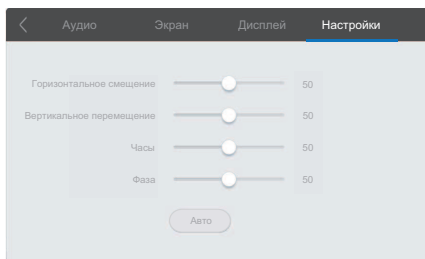 Аудио Экран Дисплей Настройки
Горизонтальное смещение 50
Вертикальное перемещение 50
Часы 50
Фаза 50
Авто